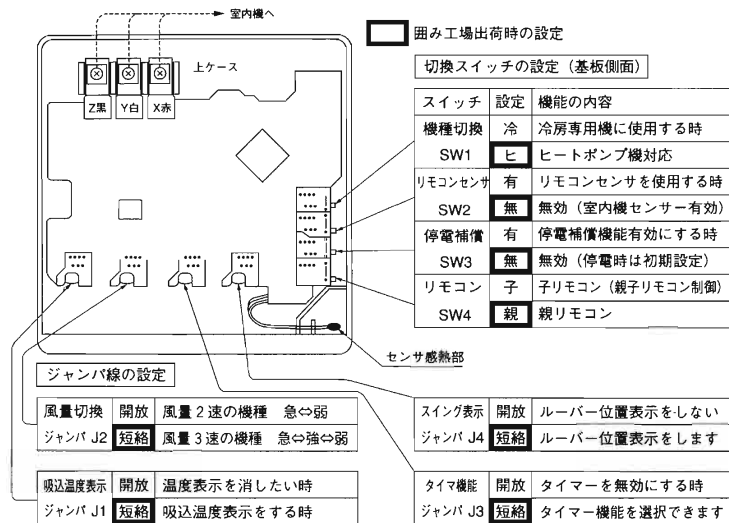 室内機へ
上ケース
Z黒 Y白 X赤
囲み工場出荷時の設定
切換スイッチの設定（基板側面）
スイッチ 設定 機能の内容
機種切換 冷 冷房専用機に使用する時
SW1 ヒ ヒートポンプ機対応
リモコンセンサ 有 リモコンセンサを使用する時
SW2 無 無効（室内機センサー有効）
停電補償 有 停電補償機能有効にする時
SW3 無 無効（停電時は初期設定）
リモコン 子 子リモコン（親子リモコン制御）
SW4 親 親リモコン
センサ感熱部
ジャンパ線の設定
風量切換 開放 風量2速の機種 急⇔弱
ジャンパ J2 短絡 風量3速の機種 急⇔強⇔弱
スイング表示 開放 ルーバー位置表示をしない
ジャンパ J4 短絡 ルーバー位置表示をします
吸込温度表示 開放 温度表示を消したい時
ジャンパ J1 短絡 吸込温度表示をする時
タイマ機能 開放 タイマーを無効にする時
ジャンパ J3 短絡 タイマー機能を選択できます